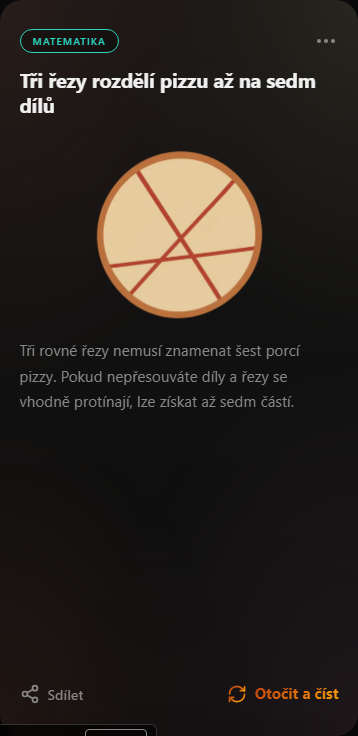 MATEMATIKA
Tři řezy rozdělí pizzu až na sedm
dílů
Tři rovné řezy nemusí znamenat šest porcí
pizzy. Pokud nepřesouváte díly a řezy se
vhodně protínají, lze získat až sedm částí.
Sdílet
Otočit a číst